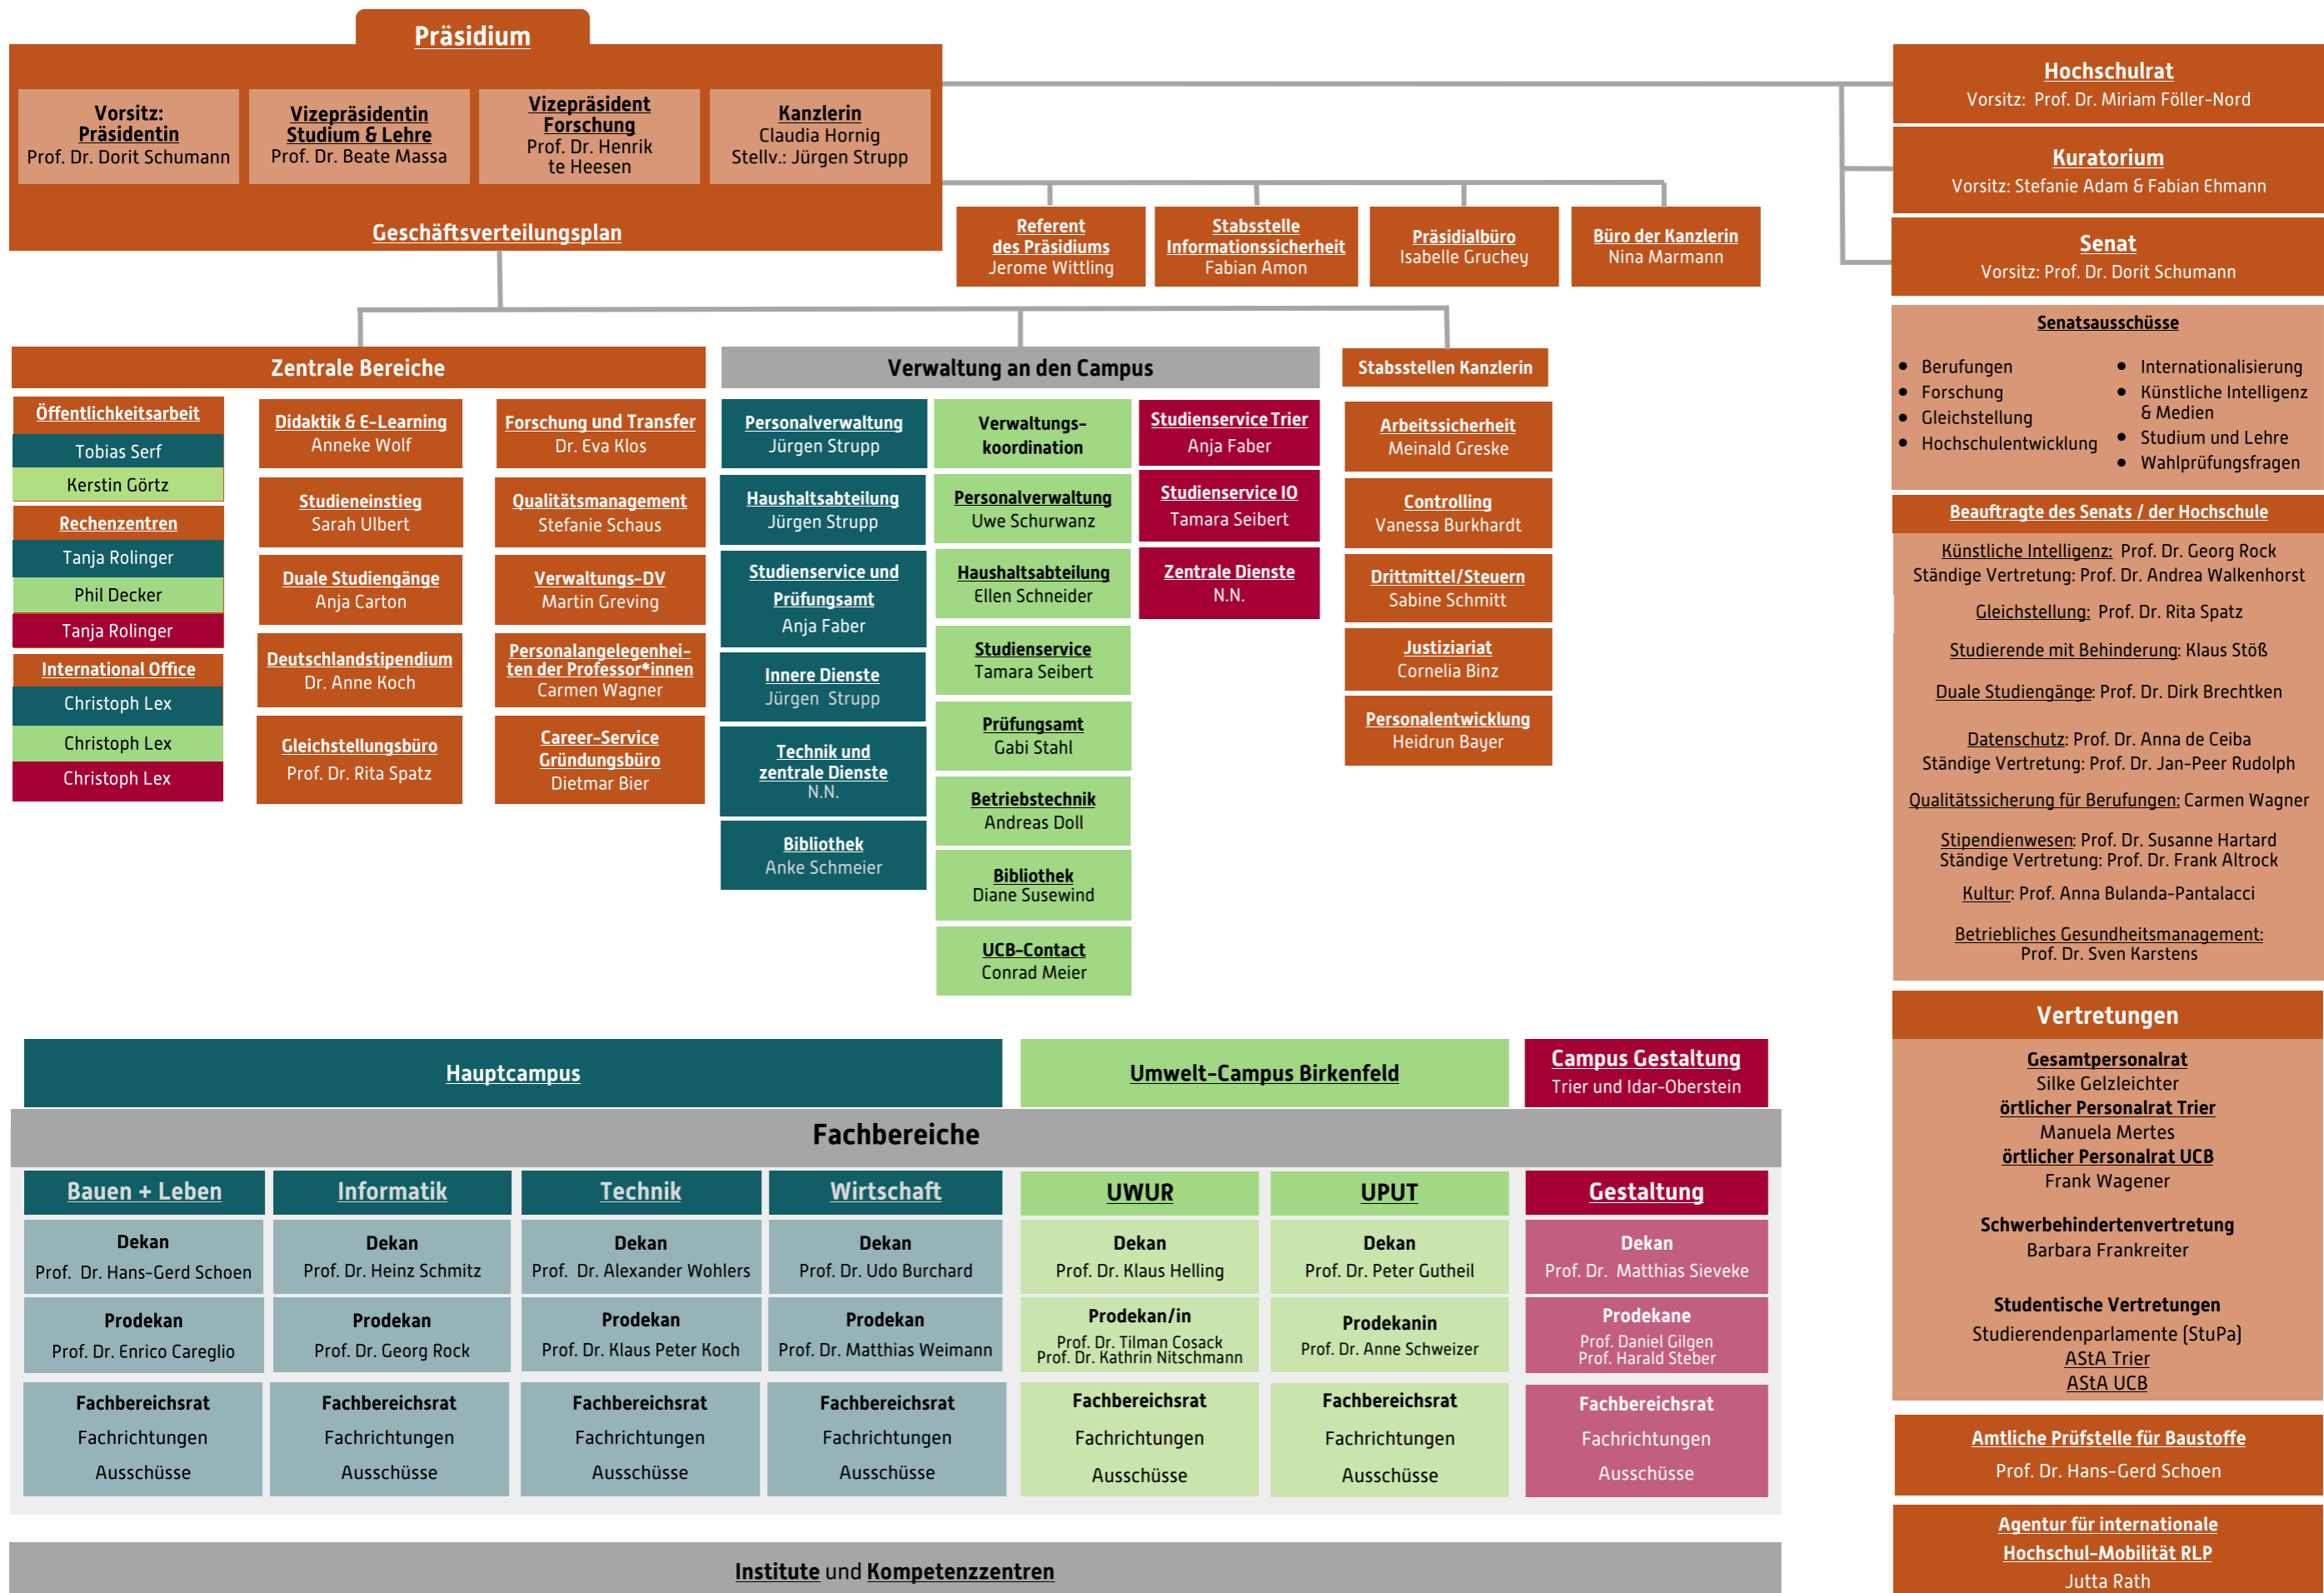 Präsidium
Vorsitz:
Präsidentin
Prof. Dr. Dorit Schumann
Vizepräsidentin
Studium & Lehre
Prof. Dr. Beate Massa
Vizepräsident
Forschung
Prof. Dr. Henrik
te Heesen
Kanzlerin
Claudia Hornig
Stellv.: Jürgen Strupp
Geschäftsverteilungsplan
Referent
des Präsidiums
Jerome Wittling
Stabsstelle
Informationssicherheit
Fabian Amon
Präsidialbüro
Isabelle Gruchey
Büro der Kanzlerin
Nina Marmann
Hochschulrat
Vorsitz: Prof. Dr. Miriam Föller-Nord
Kuratorium
Vorsitz: Stefanie Adam & Fabian Ehmann
Senat
Vorsitz: Prof. Dr. Dorit Schumann
Senatsausschüsse
• Berufungen
• Forschung
• Gleichstellung
• Hochschulentwicklung
• Internationalisierung
• Künstliche Intelligenz
& Medien
• Studium und Lehre
• Wahlprüfungsfragen
Beauftragte des Senats / der Hochschule
Künstliche Intelligenz: Prof. Dr. Georg Rock
Ständige Vertretung: Prof. Dr. Andrea Walkenhorst
Gleichstellung: Prof. Dr. Rita Spatz
Studierende mit Behinderung: Klaus Stöß
Duale Studiengänge: Prof. Dr. Dirk Brechtken
Datenschutz: Prof. Dr. Anna de Ceiba
Ständige Vertretung: Prof. Dr. Jan-Peer Rudolph
Qualitätssicherung für Berufungen: Carmen Wagner
Stipendienwesen: Prof. Dr. Susanne Hartard
Ständige Vertretung: Prof. Dr. Frank Altrock
Kultur: Prof. Anna Bulanda-Pantalacci
Betriebliches Gesundheitsmanagement:
Prof. Dr. Sven Karstens
Vertretungen
Gesamtpersonalrat
Silke Gelzleichter
örtlicher Personalrat Trier
Manuela Mertes
örtlicher Personalrat UCB
Frank Wagener
Schwerbehindertenvertretung
Barbara Frankreiter
Studentische Vertretungen
Studierendenparlamente (StuPa)
AStA Trier
AStA UCB
Amtliche Prüfstelle für Baustoffe
Prof. Dr. Hans-Gerd Schoen
Agentur für internationale
Hochschul-Mobilität RLP
Jutta Rath
Zentrale Bereiche
Öffentlichkeitsarbeit
Tobias Serf
Kerstin Görtz
Rechenzentren
Tanja Rolinger
Phil Decker
Tanja Rolinger
International Office
Christoph Lex
Christoph Lex
Christoph Lex
Didaktik & E-Learning
Anneke Wolf
Studieneinstieg
Sarah Ulbert
Duale Studiengänge
Anja Carton
Deutschlandstipendium
Dr. Anne Koch
Gleichstellungsbüro
Prof. Dr. Rita Spatz
Forschung und Transfer
Dr. Eva Klos
Qualitätsmanagement
Stefanie Schaus
Verwaltungs-DV
Martin Greving
Personalangelegenhei-
ten der Professor*innen
Carmen Wagner
Career-Service
Gründungsbüro
Dietmar Bier
Verwaltung an den Campus
Personalverwaltung
Jürgen Strupp
Haushaltsabteilung
Jürgen Strupp
Studienservice und
Prüfungsamt
Anja Faber
Innere Dienste
Jürgen Strupp
Technik und
zentrale Dienste
N.N.
Bibliothek
Anke Schmeier
Verwaltungs-
koordination
Personalverwaltung
Uwe Schurwanz
Haushaltsabteilung
Ellen Schneider
Studienservice
Tamara Seibert
Prüfungsamt
Gabi Stahl
Betriebstechnik
Andreas Doll
Bibliothek
Diane Susewind
UCB-Contact
Conrad Meier
Studienservice Trier
Anja Faber
Studienservice IO
Tamara Seibert
Zentrale Dienste
N.N.
Stabsstellen Kanzlerin
Arbeitssicherheit
Meinald Greske
Controlling
Vanessa Burkhardt
Drittmittel/Steuern
Sabine Schmitt
Justiziariat
Cornelia Binz
Personalentwicklung
Heidrun Bayer
Hauptcampus
Umwelt-Campus Birkenfeld
Campus Gestaltung
Trier und Idar-Oberstein
Fachbereiche
Bauen + Leben
Dekan
Prof. Dr. Hans-Gerd Schoen
Prodekan
Prof. Dr. Enrico Careglio
Fachbereichsrat
Fachrichtungen
Ausschüsse
Informatik
Dekan
Prof. Dr. Heinz Schmitz
Prodekan
Prof. Dr. Georg Rock
Fachbereichsrat
Fachrichtungen
Ausschüsse
Technik
Dekan
Prof. Dr. Alexander Wohlers
Prodekan
Prof. Dr. Klaus Peter Koch
Fachbereichsrat
Fachrichtungen
Ausschüsse
Wirtschaft
Dekan
Prof. Dr. Udo Burchard
Prodekan
Prof. Dr. Matthias Weimann
Fachbereichsrat
Fachrichtungen
Ausschüsse
UWUR
Dekan
Prof. Dr. Klaus Helling
Prodekan/in
Prof. Dr. Tilman Cosack
Prof. Dr. Kathrin Nitschmann
Fachbereichsrat
Fachrichtungen
Ausschüsse
UPUT
Dekan
Prof. Dr. Peter Gutheil
Prodekanin
Prof. Dr. Anne Schweizer
Fachbereichsrat
Fachrichtungen
Ausschüsse
Gestaltung
Dekan
Prof. Dr. Matthias Sieveke
Prodekane
Prof. Daniel Gilgen
Prof. Harald Steber
Fachbereichsrat
Fachrichtungen
Ausschüsse
Institute und Kompetenzzentren